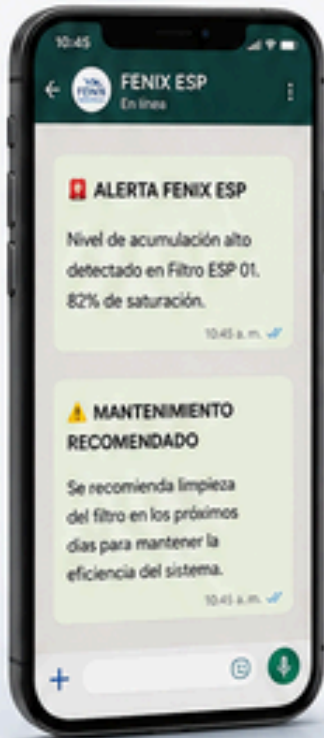 10:45
FENIX ESP
En línea
FENIX
🚨 ALERTA FENIX ESP
Nivel de acumulación alto
detectado en Filtro ESP 01.
82% de saturación.
10:45 a. m.
⚠️ MANTENIMIENTO
RECOMENDADO
Se recomienda limpieza
del filtro en los próximos
días para mantener la
eficiencia del sistema.
10:45 a. m.